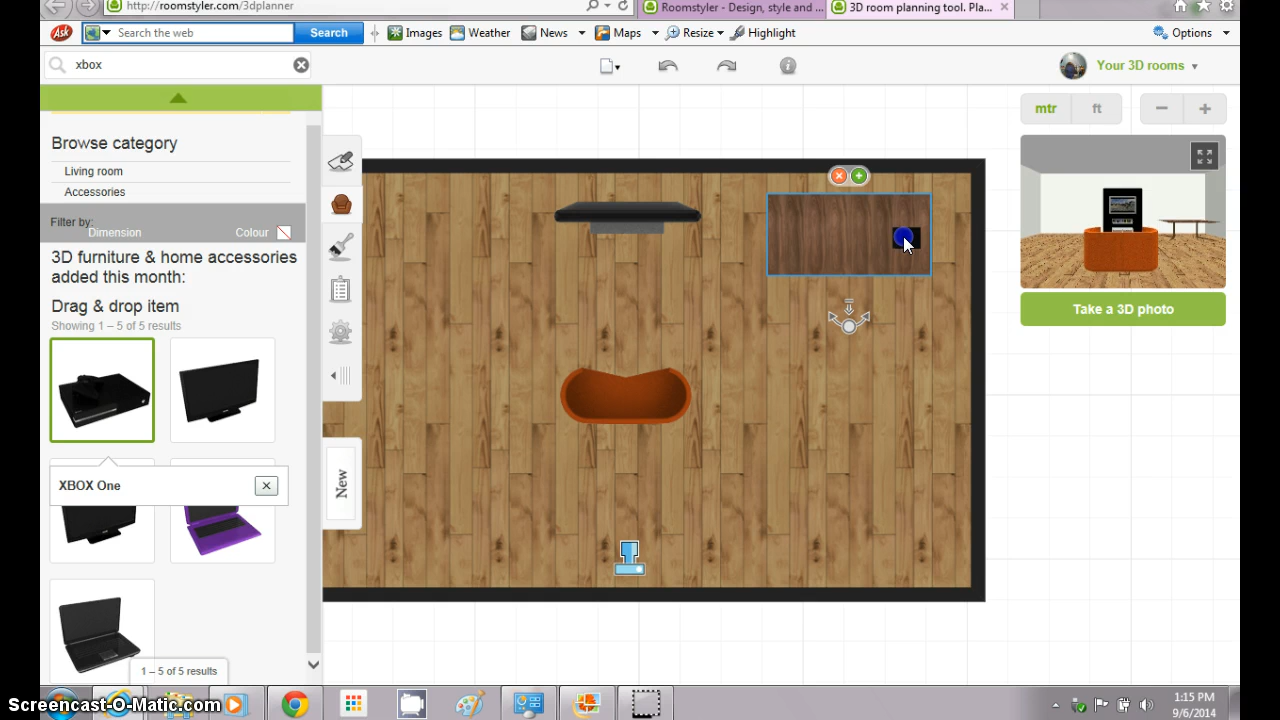 http://roomstyler.com/3dplanner
Roomstyler - Design, style and ...
3D room planning tool. Pla...
Ask
Search the web
Search
Images
Weather
News
Maps
Resize
Highlight
Options
xbox
Your 3D rooms
mtr
ft
Browse category
Living room
Accessories
Filter by:
Dimension
Colour
3D furniture & home accessories
added this month:
Drag & drop item
Showing 1 – 5 of 5 results
XBOX One
New
Take a 3D photo
1 – 5 of 5 results
Screencast-O-Matic.com
1:15 PM
9/6/2014